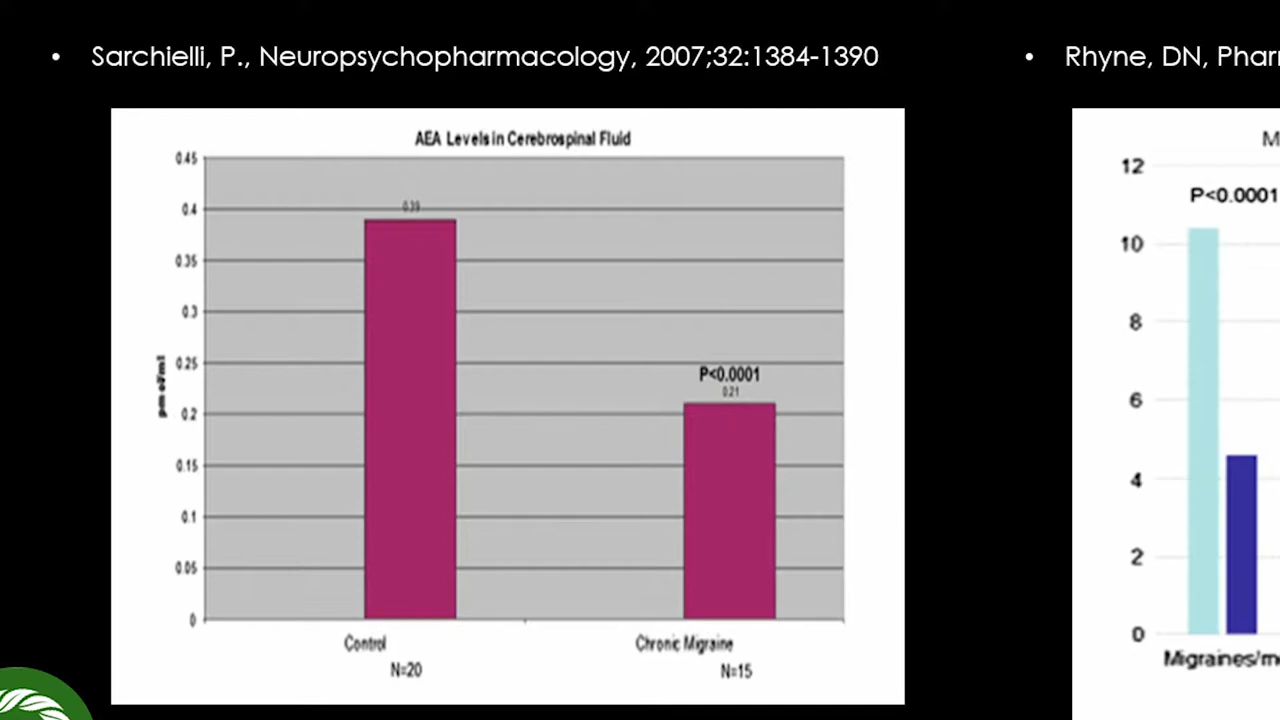 • Sarchielli, P., Neuropsychopharmacology, 2007;32:1384-1390
AEA Levels in Cerebrospinal Fluid
0.45
0.4
0.35
0.3
0.25
0.2
0.15
0.1
0.05
0
pmol/ml
0.39
P<0.0001
0.21
Control
Chronic Migraine
N=20
N=15
• Rhyne, DN, Phar
M
12
P<0.0001
10
8
6
4
2
0
Migraines/m